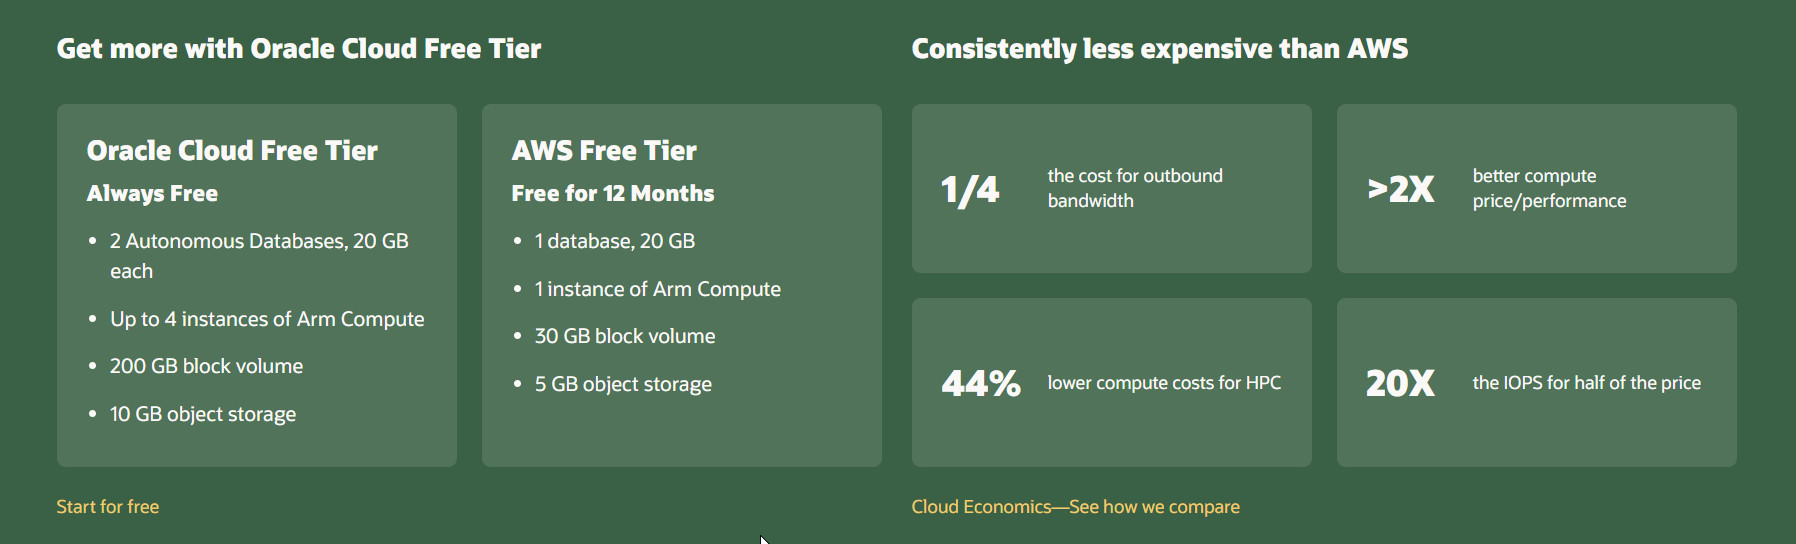 Get more with Oracle Cloud Free Tier
Oracle Cloud Free Tier
Always Free
• 2 Autonomous Databases, 20 GB
each
• Up to 4 instances of Arm Compute
• 200 GB block volume
• 10 GB object storage
AWS Free Tier
Free for 12 Months
• 1 database, 20 GB
• 1 instance of Arm Compute
• 30 GB block volume
• 5 GB object storage
Start for free
Consistently less expensive than AWS
1/4
the cost for outbound
bandwidth
>2X
better compute
price/performance
44%
lower compute costs for HPC
20X
the IOPS for half of the price
Cloud Economics—See how we compare